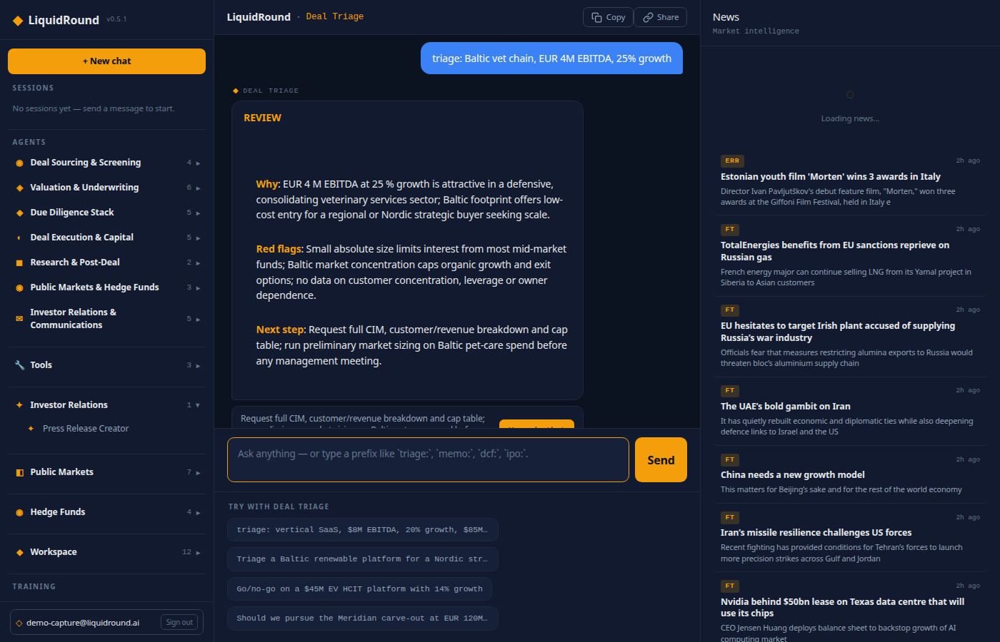 LiquidRound v0.5.1
+ New chat
SESSIONS
No sessions yet — send a message to start.
AGENTS
Deal Sourcing & Screening 4
Valuation & Underwriting 6
Due Diligence Stack 5
Deal Execution & Capital 5
Research & Post-Deal 2
Public Markets & Hedge Funds 3
Investor Relations &
Communications 5
Tools 3
Investor Relations 1
Press Release Creator
Public Markets 7
Hedge Funds 4
Workspace 12
TRAINING
demo-capture@liquidround.ai Sign out
LiquidRound · Deal Triage Copy Share
triage: Baltic vet chain, EUR 4M EBITDA, 25% growth
DEAL TRIAGE
REVIEW
Why: EUR 4 M EBITDA at 25 % growth is attractive in a defensive,
consolidating veterinary services sector; Baltic footprint offers low-
cost entry for a regional or Nordic strategic buyer seeking scale.
Red flags: Small absolute size limits interest from most mid-market
funds; Baltic market concentration caps organic growth and exit
options; no data on customer concentration, leverage or owner
dependence.
Next step: Request full CIM, customer/revenue breakdown and cap
table; run preliminary market sizing on Baltic pet-care spend before
any management meeting.
Request full CIM, customer/revenue breakdown and cap table;
Ask anything — or type a prefix like `triage:`, `memo:`, `dcf:`, `ipo:`.
Send
TRY WITH DEAL TRIAGE
triage: vertical SaaS, $8M EBITDA, 20% growth, $85M…
Triage a Baltic renewable platform for a Nordic str…
Go/no-go on a $45M EV HCIT platform with 14% growth
Should we pursue the Meridian carve-out at EUR 120M…
News
Market intelligence
Loading news…
ERR 2h ago
Estonian youth film 'Morten' wins 3 awards in Italy
Director Ivan Pavljutškov's debut feature film, "Morten," won three
awards at the Giffoni Film Festival, held in Italy e
FT 2h ago
TotalEnergies benefits from EU sanctions reprieve on
Russian gas
French energy major can continue selling LNG from its Yamal project in
Siberia to Asian customers
FT 2h ago
EU hesitates to target Irish plant accused of supplying
Russia’s war industry
Officials fear that measures restricting alumina exports to Russia would
threaten bloc’s aluminium supply chain
FT 2h ago
The UAE’s bold gambit on Iran
It has quietly rebuilt economic and diplomatic ties while also deepening
defence links to Israel and the US
FT 2h ago
China needs a new growth model
This matters for Beijing’s sake and for the rest of the world economy
FT 2h ago
Iran’s missile resilience challenges US forces
Recent fighting has provided conditions for Tehran’s forces to launch
more precision strikes across Gulf and Jordan
FT 2h ago
Nvidia behind $50bn lease on Texas data centre that will
use its chips
CEO Jensen Huang deploys balance sheet to backstop growth of AI
computing market